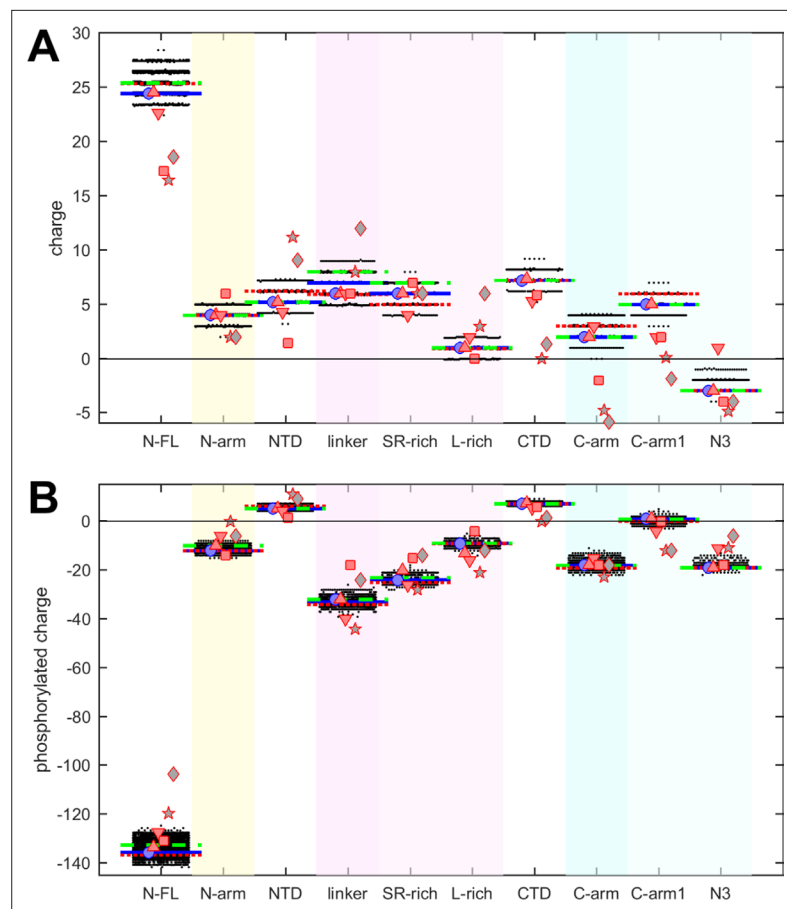 A
30
25
20
15
10
5
0
-5
charge
N-FL N-arm NTD linker SR-rich L-rich CTD C-arm C-arm1 N3
B
0
-20
-40
-60
-80
-100
-120
-140
phosphorylated charge
N-FL N-arm NTD linker SR-rich L-rich CTD C-arm C-arm1 N3